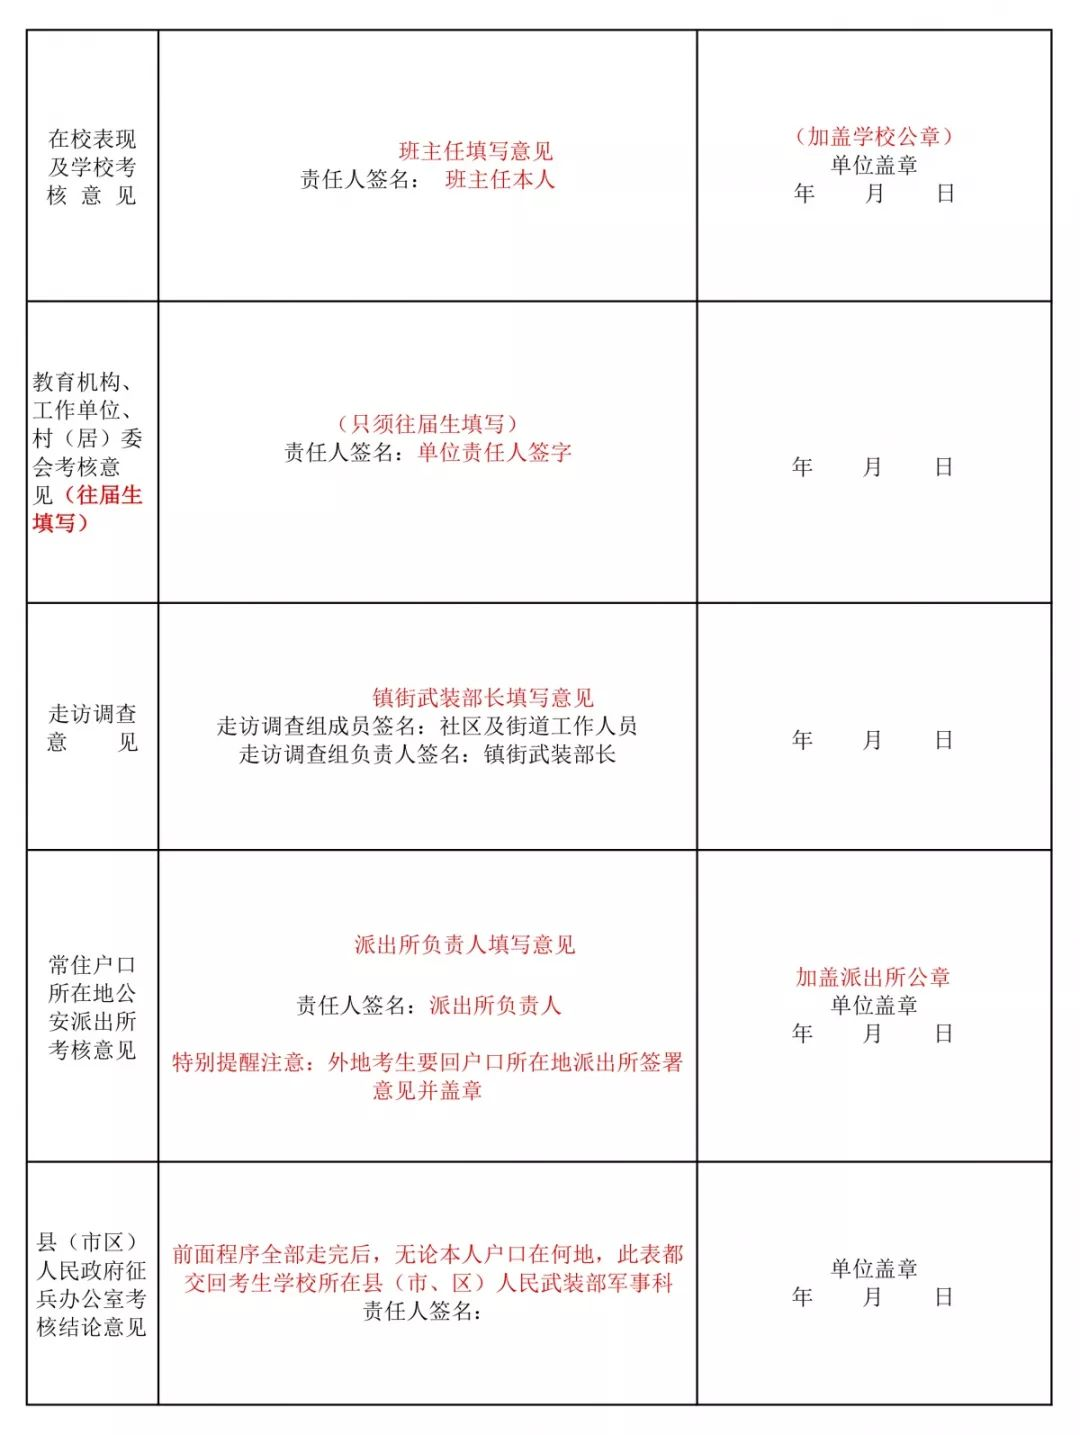 在校表现
及学校考
核 意 见
班主任填写意见
责任人签名： 班主任本人
（加盖学校公章）
单位盖章
年 月 日
教育机构、
工作单位、
村（居）委
会考核意
见（往届生
填写）
（只须往届生填写）
责任人签名：单位责任人签字
年 月 日
走访调查
意 见
镇街武装部长填写意见
走访调查组成员签名：社区及街道工作人员
走访调查组负责人签名：镇街武装部长
年 月 日
常住户口
所在地公
安派出所
考核意见
派出所负责人填写意见
责任人签名：派出所负责人
特别提醒注意：外地考生要回户口所在地派出所签署
意见并盖章
加盖派出所公章
单位盖章
年 月 日
县（市区）
人民政府征
兵办公室考
核结论意见
前面程序全部走完后，无论本人户口在何地，此表都
交回考生学校所在县（市、区）人民武装部军事科
责任人签名：
单位盖章
年 月 日